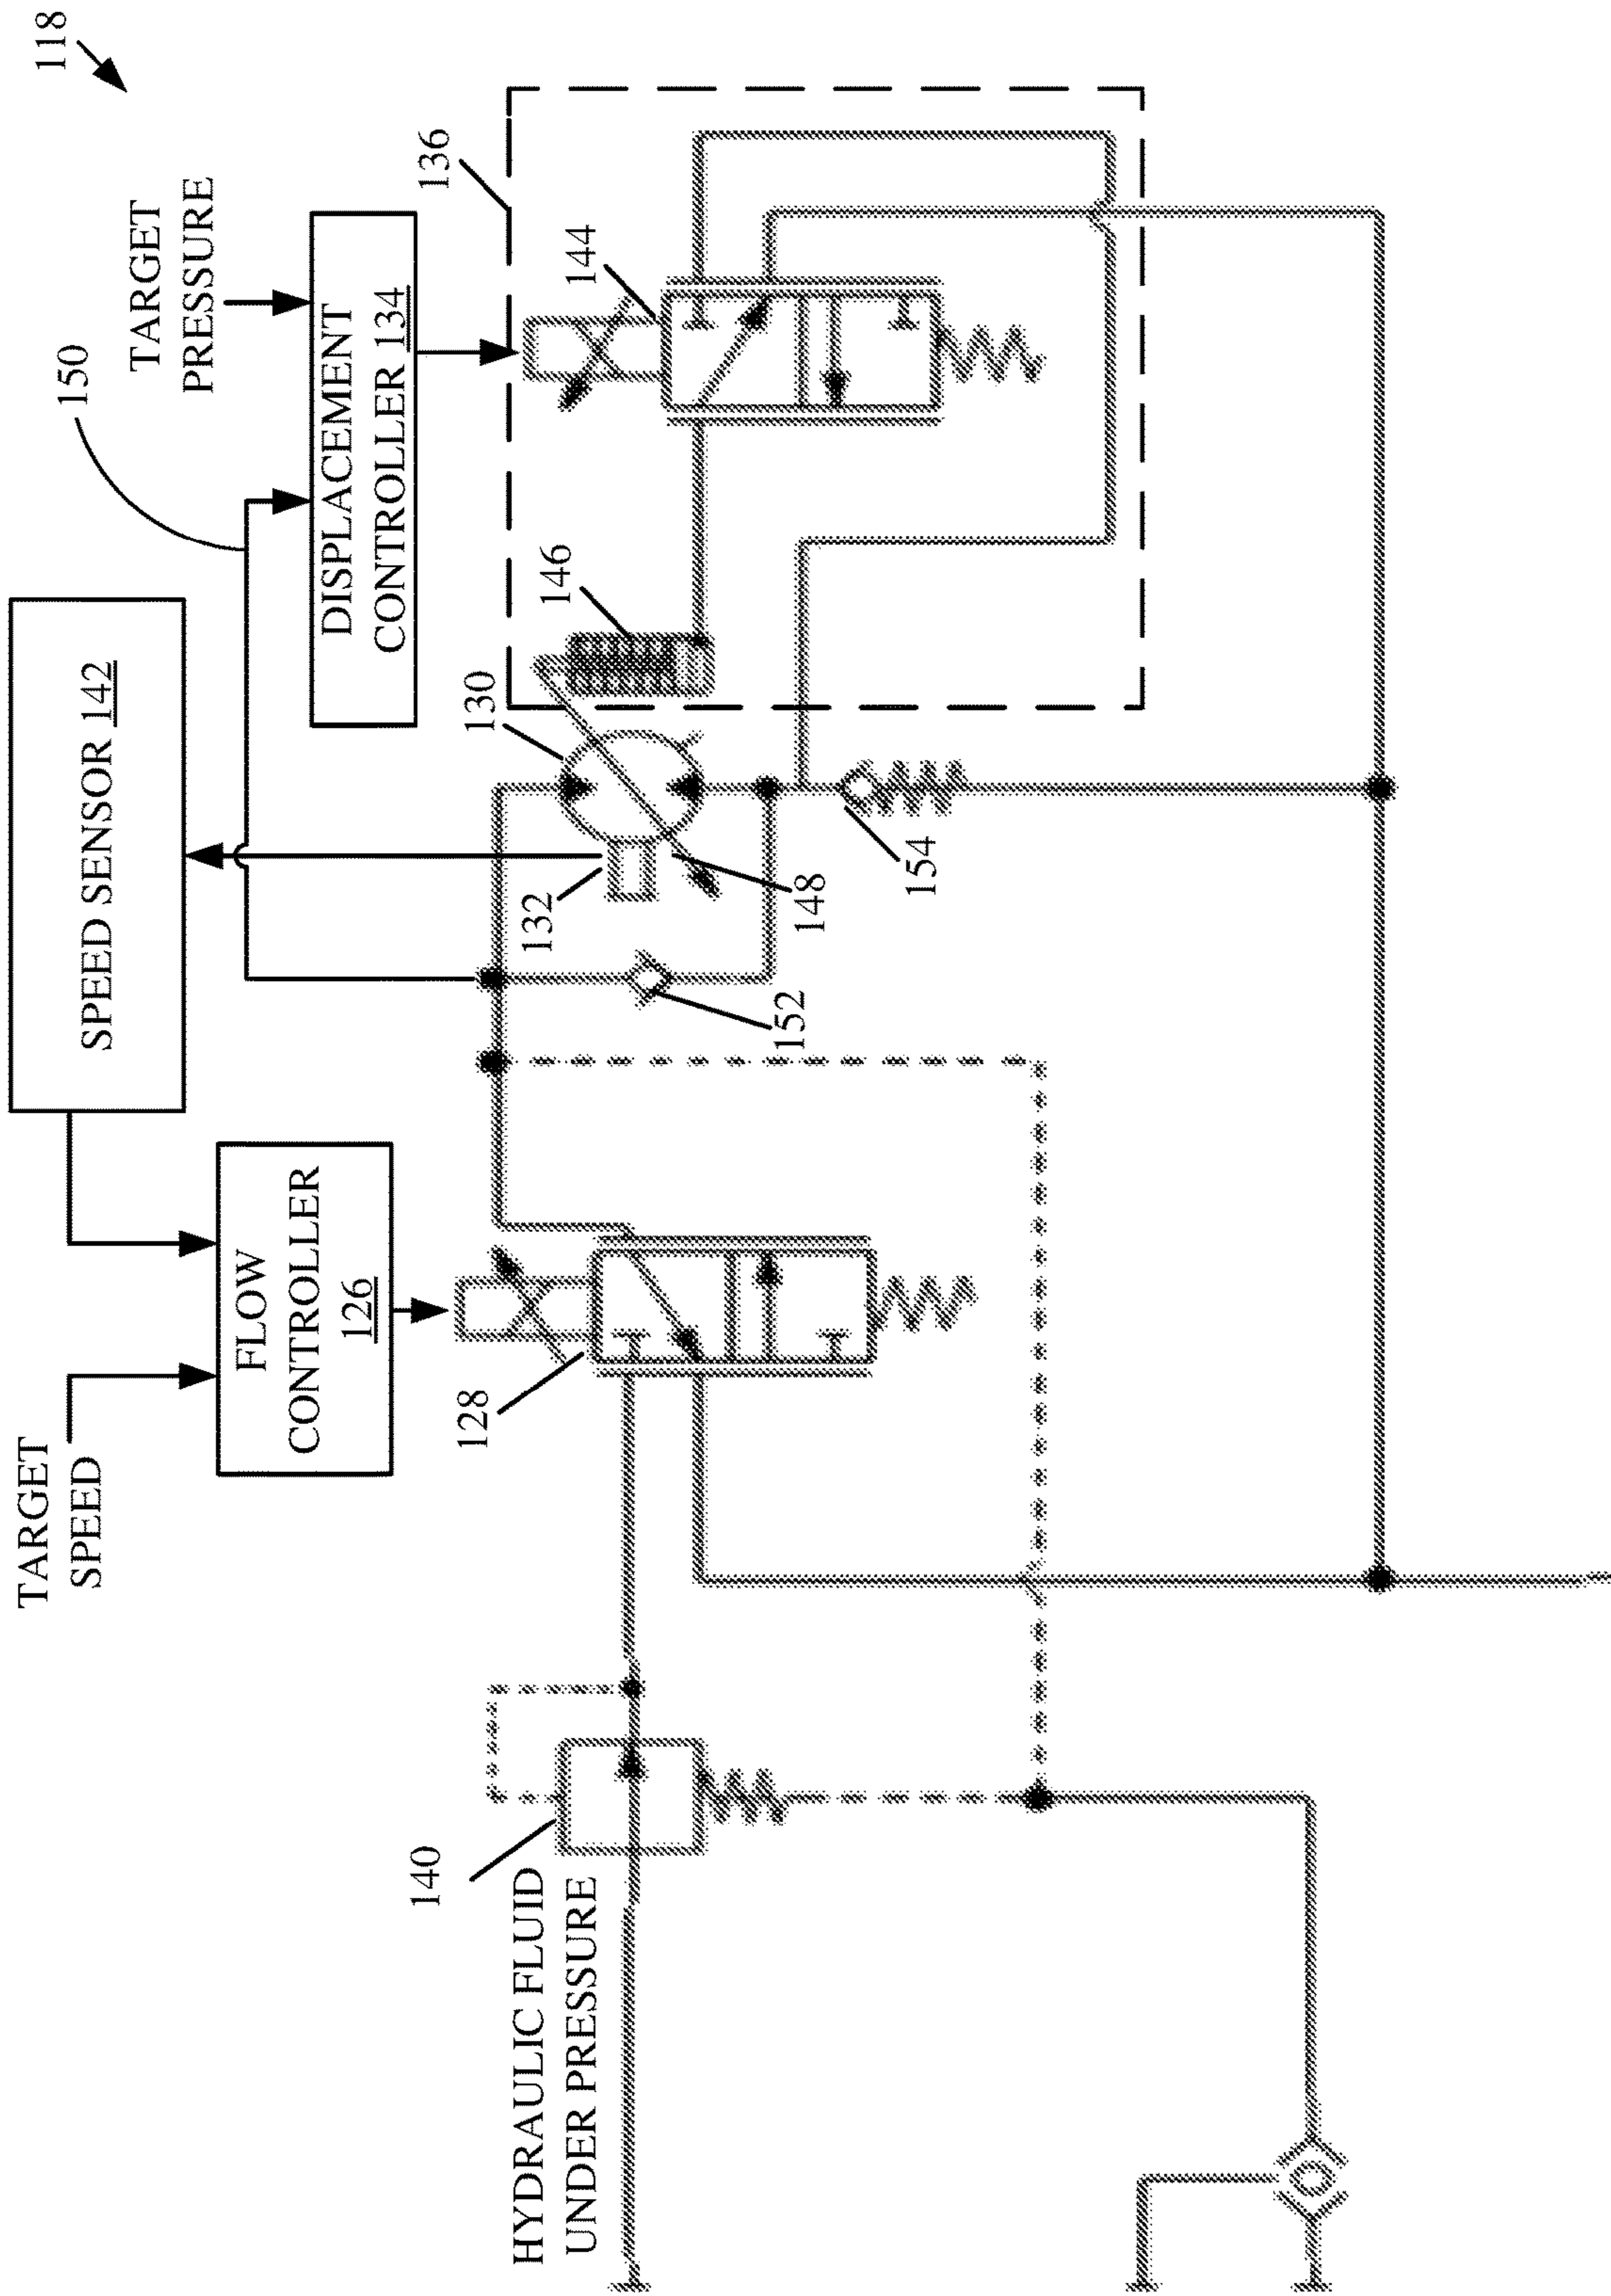 118
TARGET
PRESSURE
150
136
SPEED SENSOR 142
DISPLACEMENT
CONTROLLER 134
144
146
130
132
148
154
152
TARGET
SPEED
FLOW
CONTROLLER
126
128
140
HYDRAULIC FLUID
UNDER PRESSURE